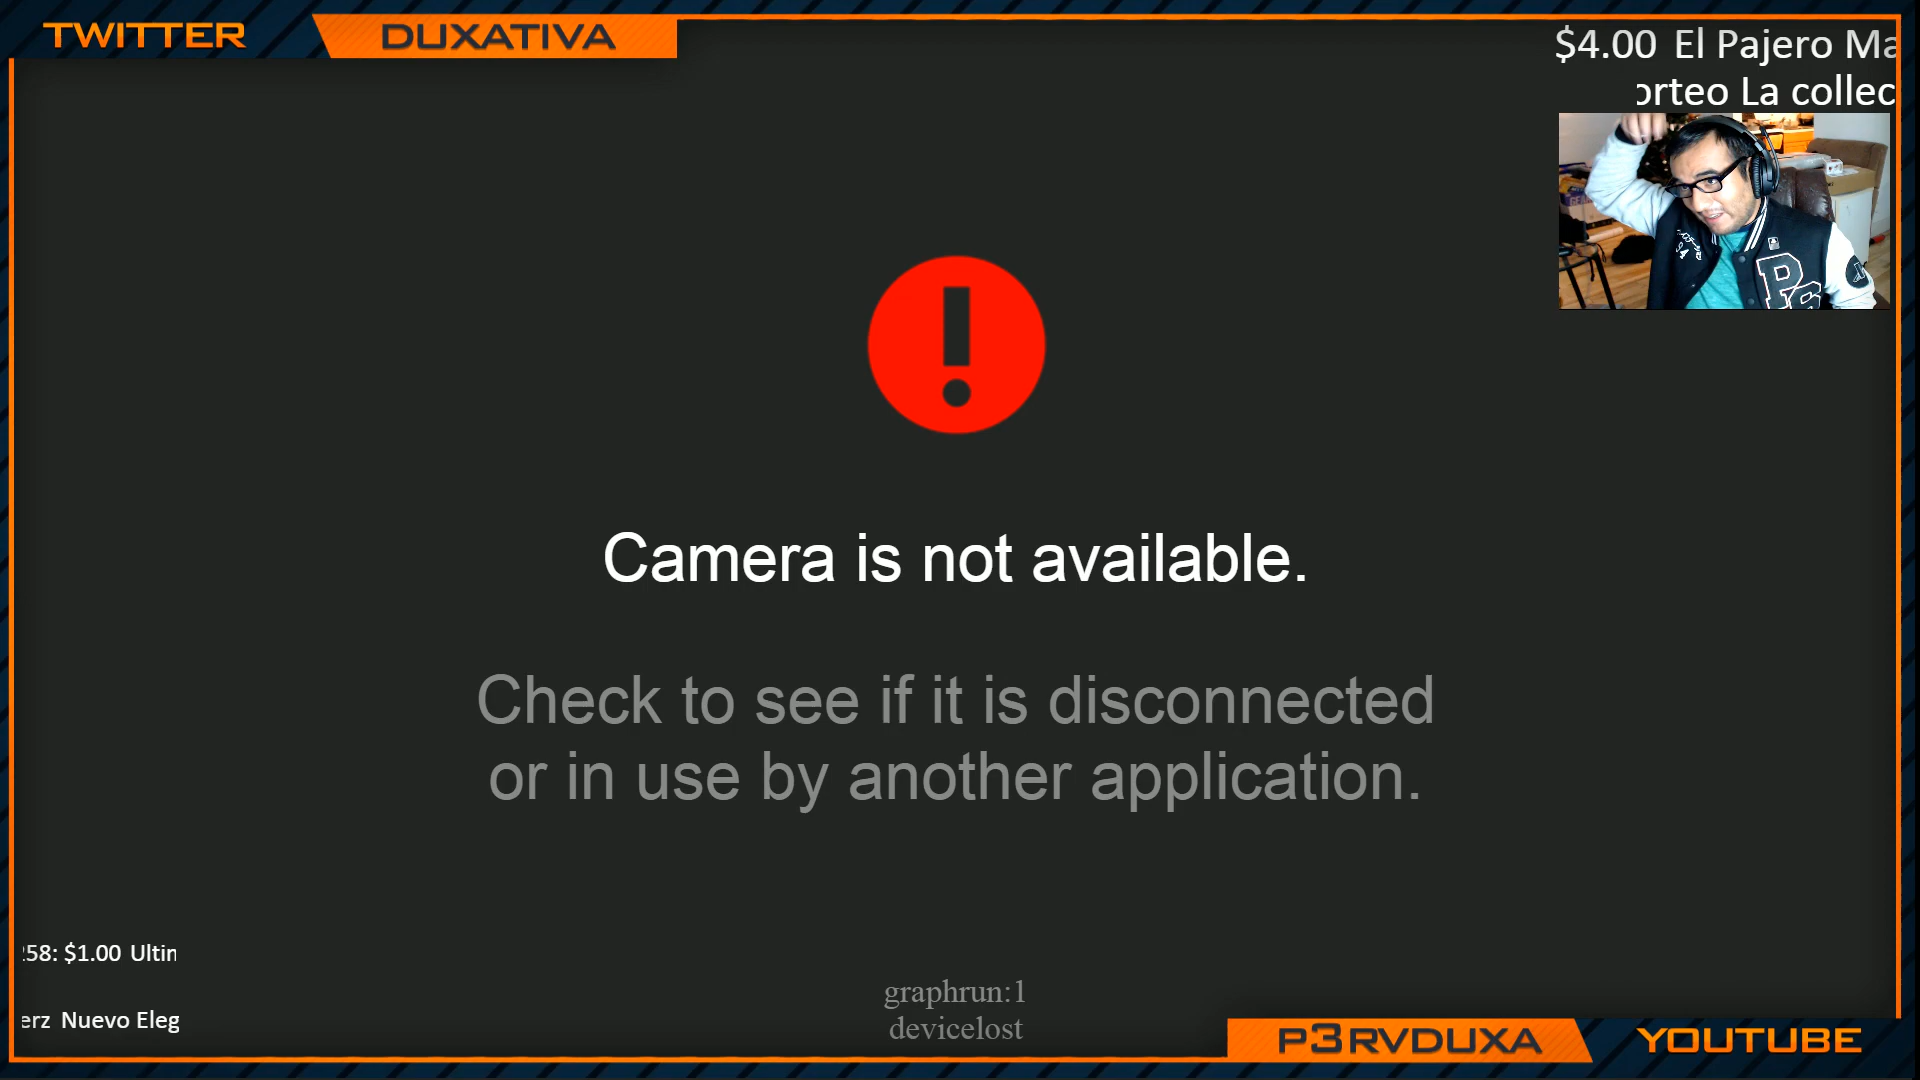 TWITTER
DUXATIVA
$4.00 El Pajero Ma
orteo La collec
PS
Camera is not available.
Check to see if it is disconnected
or in use by another application.
58: $1.00 Ultin
erz Nuevo Eleg
graphrun:1
devicelost
P3RVDUXA
YOUTUBE